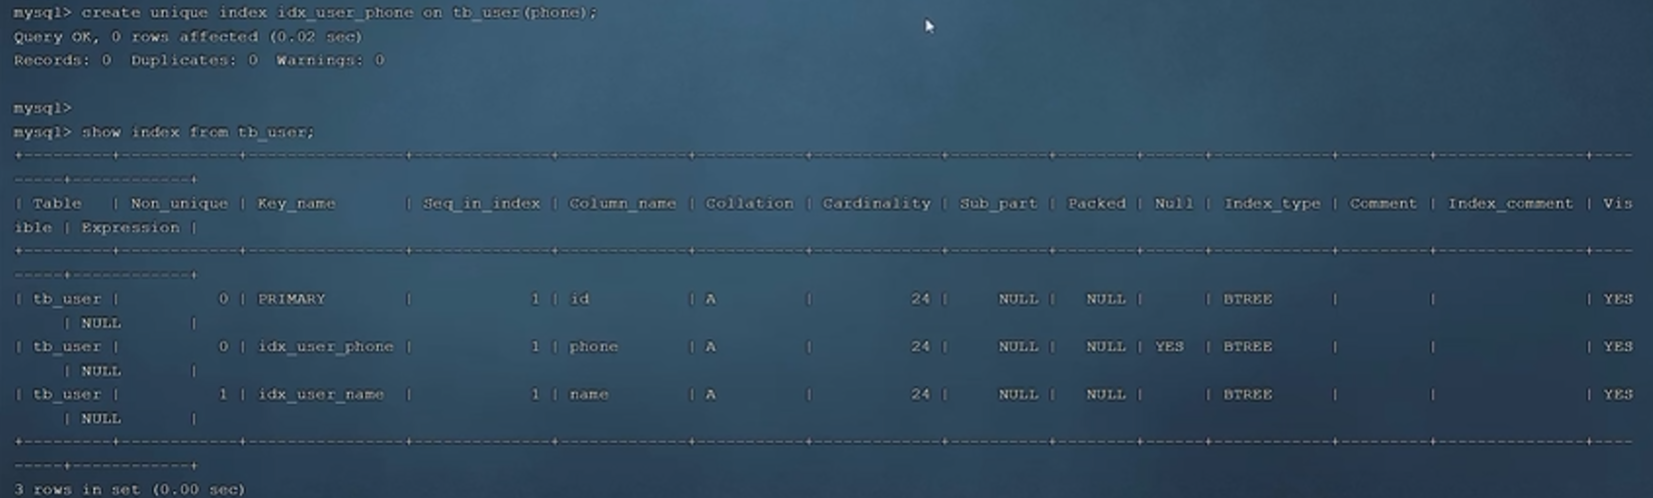 mysql> create unique index idx_user_phone on tb_user(phone);
Query OK, 0 rows affected (0.02 sec)
Records: 0  Duplicates: 0  Warnings: 0
mysql>
mysql> show index from tb_user;
+---------+------------+----------------+--------------+-------------+-----------+-------------+----------+--------+------+------------+---------+---------------+----
-----+------------+
| Table   | Non_unique | Key_name       | Seq_in_index | Column_name | Collation | Cardinality | Sub_part | Packed | Null | Index_type | Comment | Index_comment | Vis
ible | Expression |
+---------+------------+----------------+--------------+-------------+-----------+-------------+----------+--------+------+------------+---------+---------------+----
-----+------------+
| tb_user |          0 | PRIMARY        |            1 | id          | A         |          24 |     NULL |   NULL |      | BTREE      |         |               | YES
     | NULL       |
| tb_user |          0 | idx_user_phone |            1 | phone       | A         |          24 |     NULL |   NULL | YES  | BTREE      |         |               | YES
     | NULL       |
| tb_user |          1 | idx_user_name  |            1 | name        | A         |          24 |     NULL |   NULL |      | BTREE      |         |               | YES
     | NULL       |
+---------+------------+----------------+--------------+-------------+-----------+-------------+----------+--------+------+------------+---------+---------------+----
-----+------------+
3 rows in set (0.00 sec)